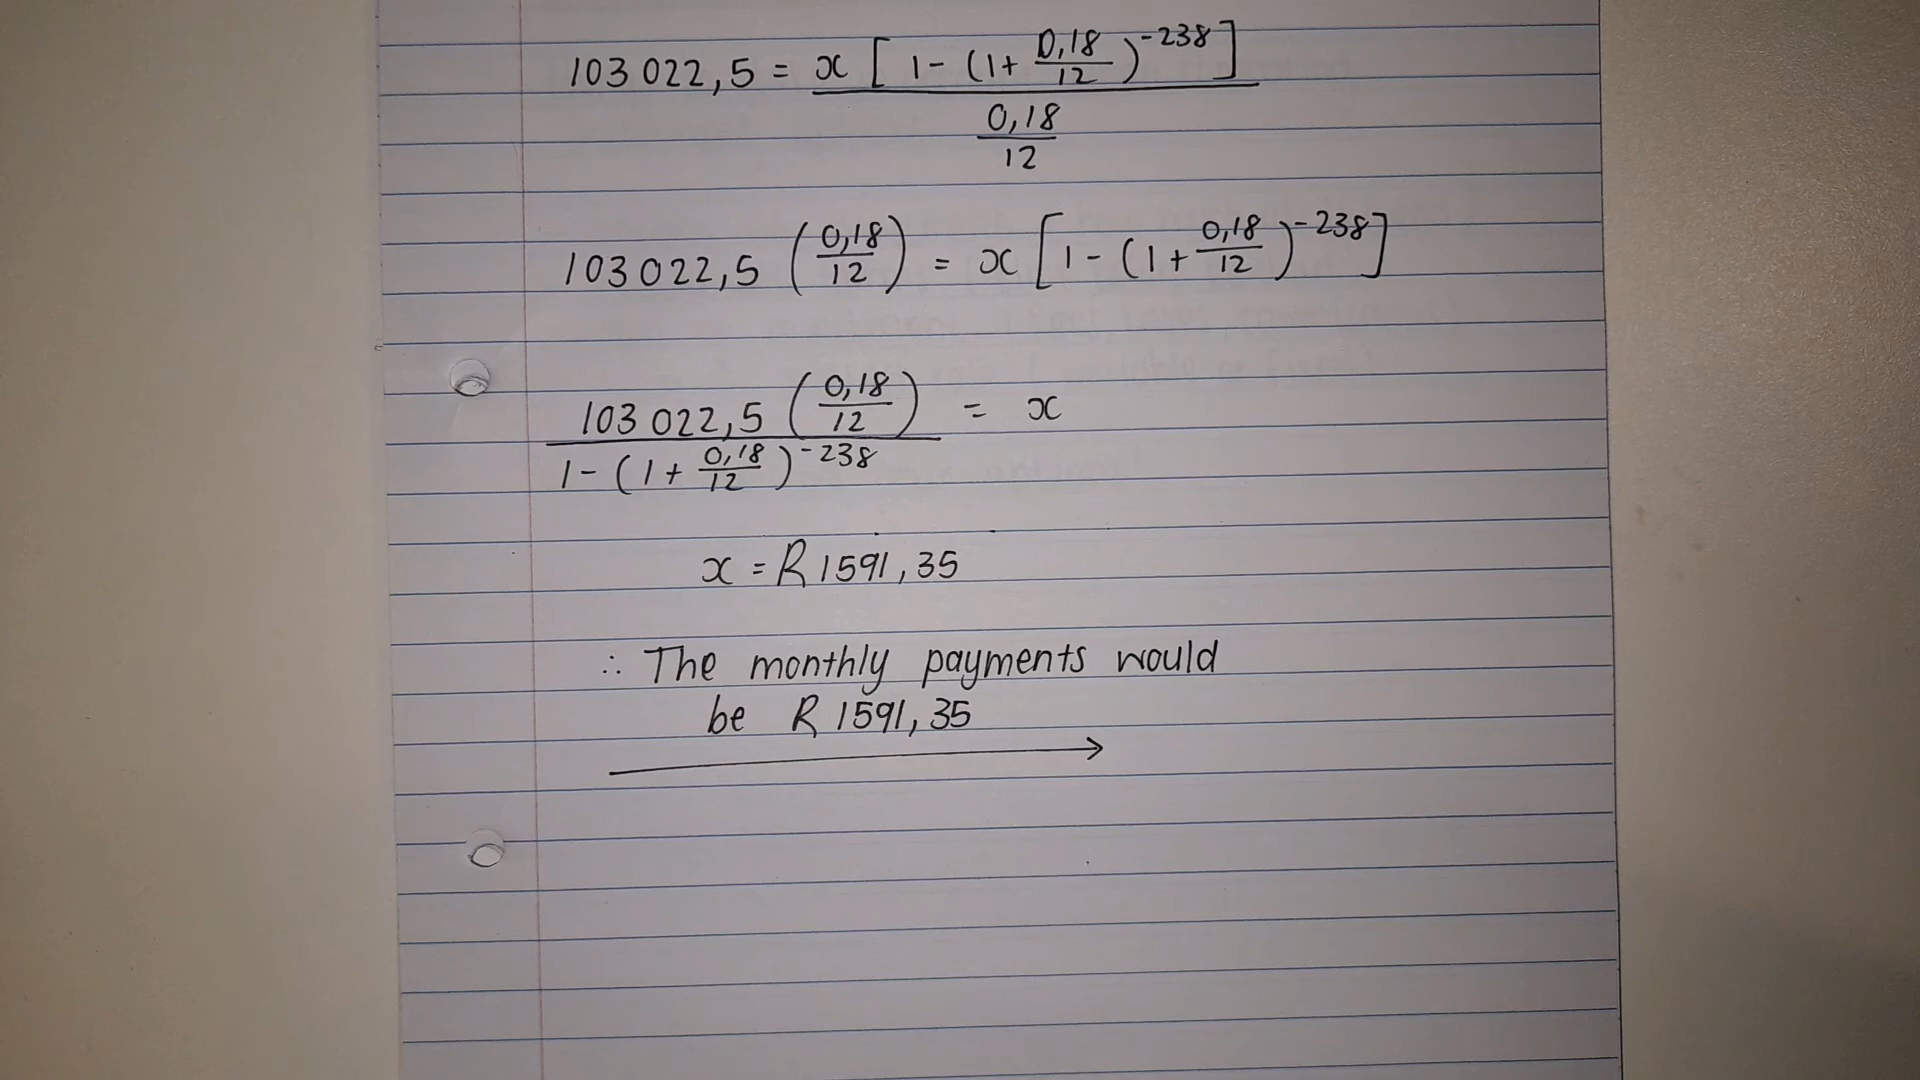 103 022,5 = x [ 1 - (1 + 0,18/12)^-238 ] / (0,18/12)
103 022,5 (0,18/12) = x [ 1 - (1 + 0,18/12)^-238 ]
103 022,5 (0,18/12) / 1 - (1 + 0,18/12)^-238 = x
x = R 1591,35
∴ The monthly payments would
be R 1591,35